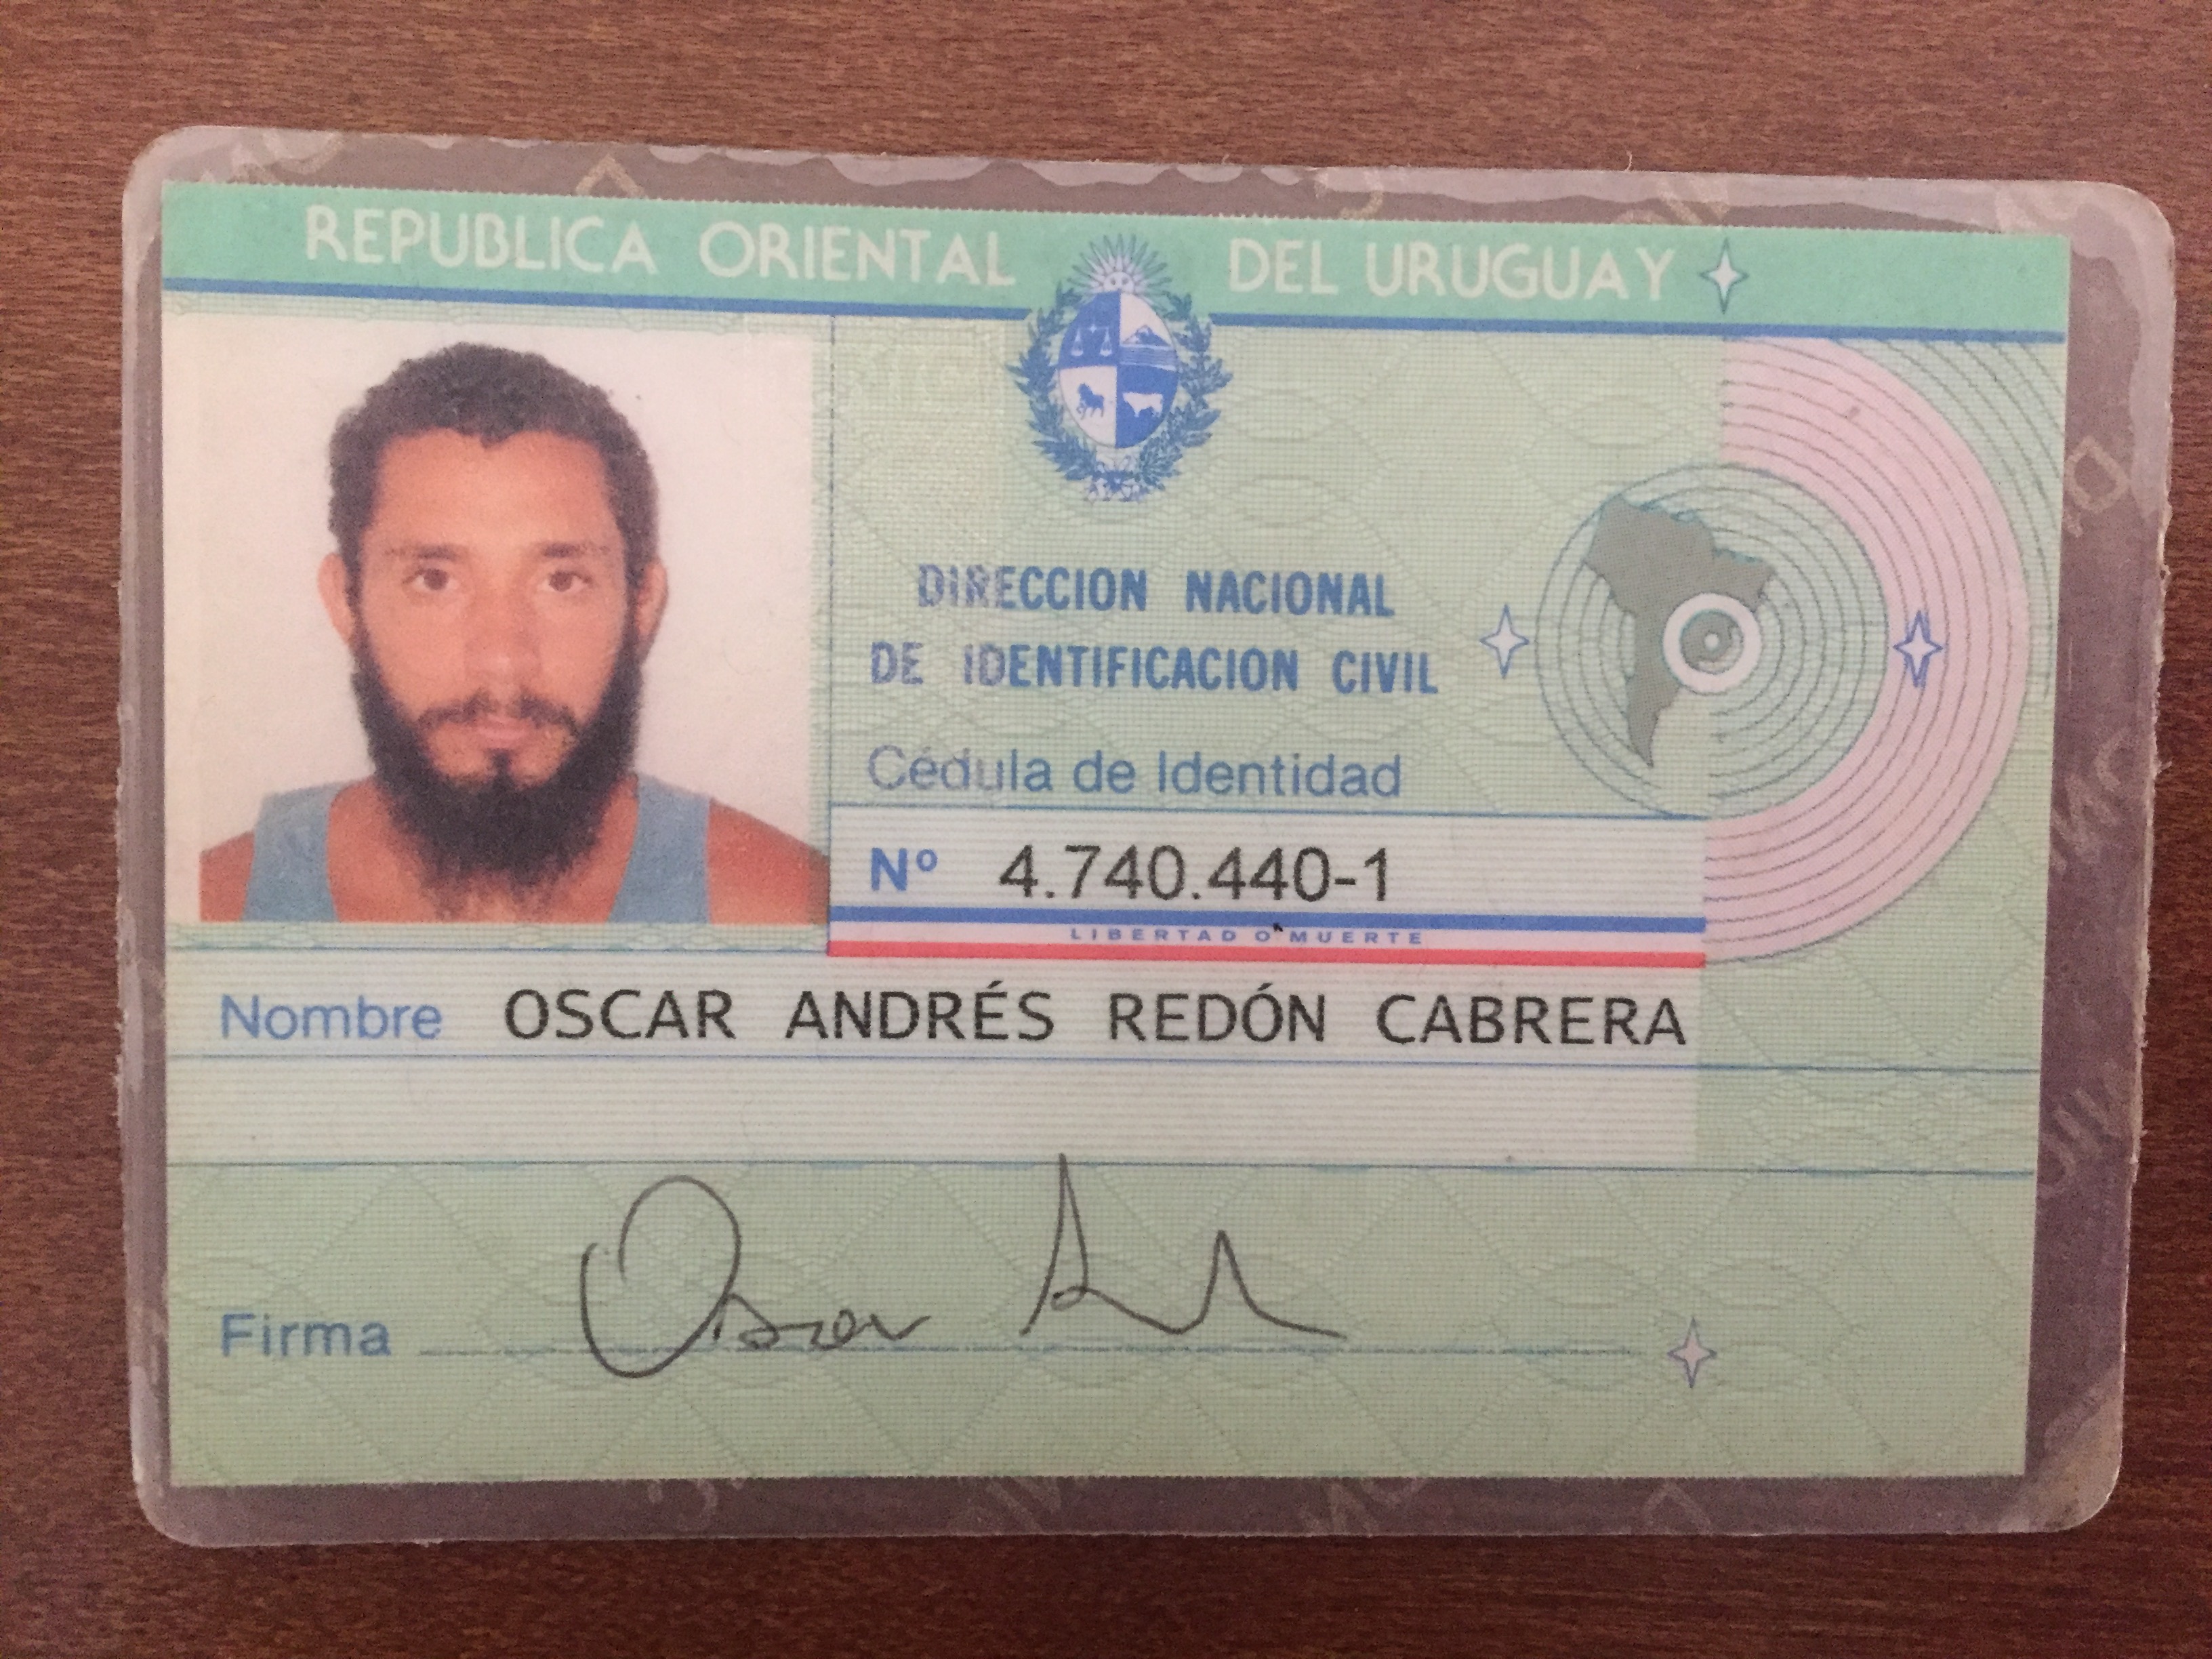 REPUBLICA ORIENTAL DEL URUGUAY
DIRECCION NACIONAL
DE IDENTIFICACION CIVIL
Cédula de Identidad
Nº 4.740.440-1
LIBERTAD O MUERTE
Nombre OSCAR ANDRÉS REDÓN CABRERA
Firma Oscar